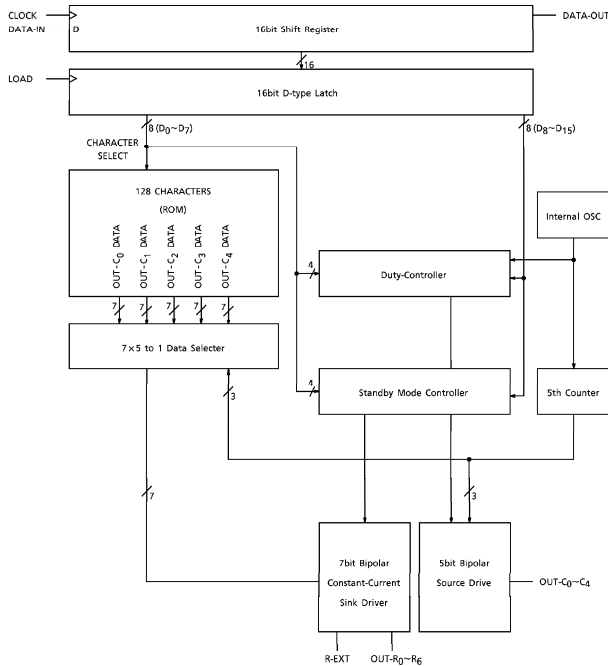 CLOCK
DATA-IN
D
16bit Shift Register
DATA-OUT
16
LOAD
16bit D-type Latch
8 (D0~D7)
8 (D8~D15)
CHARACTER
SELECT
128 CHARACTERS
(ROM)
OUT-C0 DATA
OUT-C1 DATA
OUT-C2 DATA
OUT-C3 DATA
OUT-C4 DATA
Internal OSC
4
Duty-Controller
7
7
7
7
7
7×5 to 1 Data Selecter
4
Standby Mode Controller
5th Counter
3
7
3
7bit Bipolar
Constant-Current
Sink Driver
5bit Bipolar
Source Drive
OUT-C0~C4
R-EXT
OUT-R0~R6